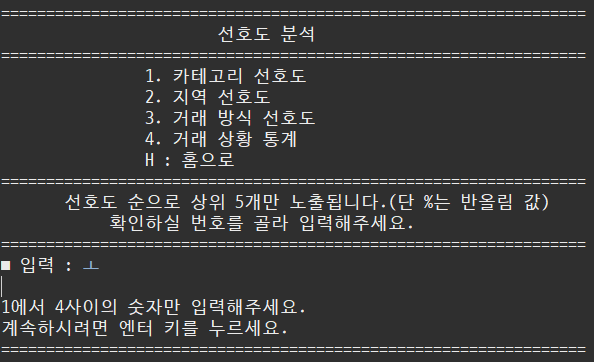 ================================================================
선호도 분석
================================================================
1. 카테고리 선호도
2. 지역 선호도
3. 거래 방식 선호도
4. 거래 상황 통계
H : 홈으로
================================================================
선호도 순으로 상위 5개만 노출됩니다.(단 %는 반올림 값)
확인하실 번호를 골라 입력해주세요.
================================================================
■ 입력 : ㅗ
1에서 4사이의 숫자만 입력해주세요.
계속하시려면 엔터 키를 누르세요.
================================================================